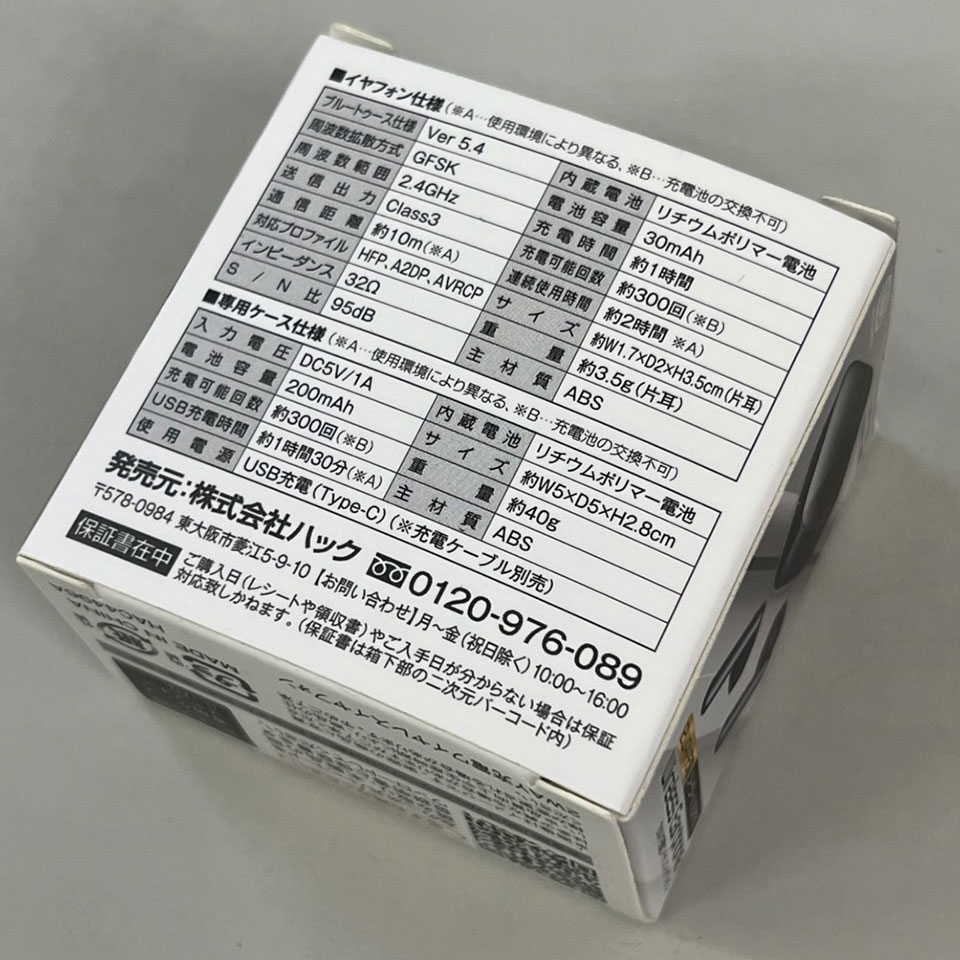 ■イヤフォン仕様(※A…使用環境により異なる、※B…充電池の交換不可)
ブルートゥース仕様 Ver 5.4 内蔵電池 リチウムポリマー電池
周波数拡散方式 GFSK 電池容量 30mAh
周波数範囲 2.4GHz 充電時間 約1時間
送信出力 Class3 充電可能回数 約300回(※B)
通信距離 約10m(※A) 連続使用時間 約2時間 ※A)
対応プロファイル HFP、A2DP、AVRCP サイズ 約W1.7×D2×H3.5cm(片耳)
インピーダンス 32Ω 重量 約3.5g(片耳)
S/N比 95dB 主材質 ABS
■専用ケース仕様(※A…使用環境により異なる、※B…充電池の交換不可)
入力電圧 DC5V/1A 内蔵電池 リチウムポリマー電池
電池容量 200mAh サイズ 約W5×D5×H2.8cm
充電可能回数 約300回(※B) 重量 約40g
USB充電時間 約1時間30分(※A) 主材質 ABS
使用電源 USB充電(Type-C)(※充電ケーブル別売)
発売元:株式会社ハック 0120-976-089
〒578-0984 東大阪市菱江5-9-10【お問い合わせ】月〜金(祝日除く)10:00〜16:00
保証書在中 ご購入日(レシートや領収書)やご入手日が分からない場合は保証
対応致しかねます。(保証書は箱下部の二次元バーコード内)
MADE IN CHINA